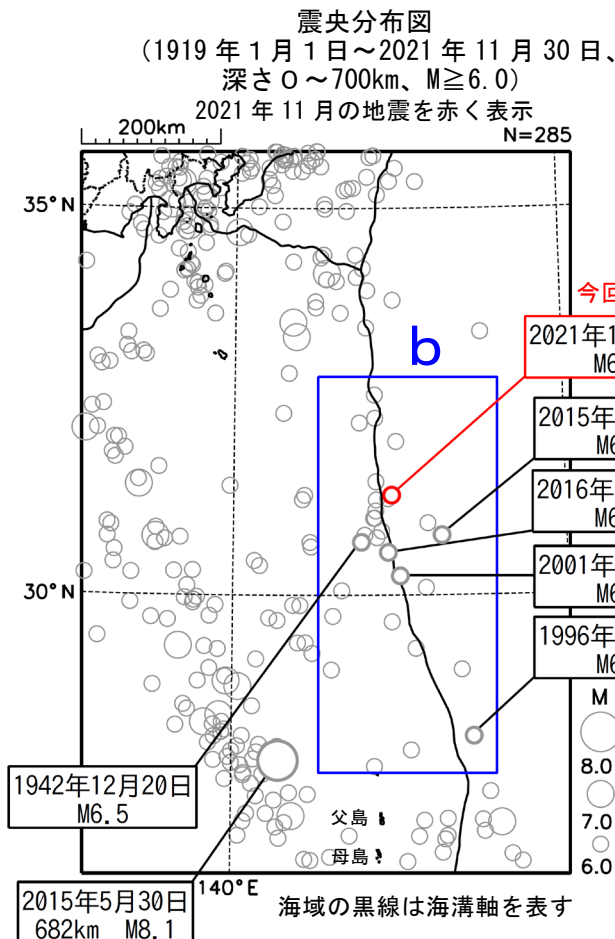 震央分布図
(1919年1月1日~2021年11月30日、
深さ0~700km、M≧6.0)
2021年11月の地震を赤く表示
200km
N=285
35°N
今回
b
2021年1
M6
2015年
M6
2016年
M6
30°N
2001年
M6
1996年
M6
M
8.0
7.0
6.0
1942年12月20日
M6.5
父島
母島
140°E
2015年5月30日
682km M8.1
海域の黒線は海溝軸を表す